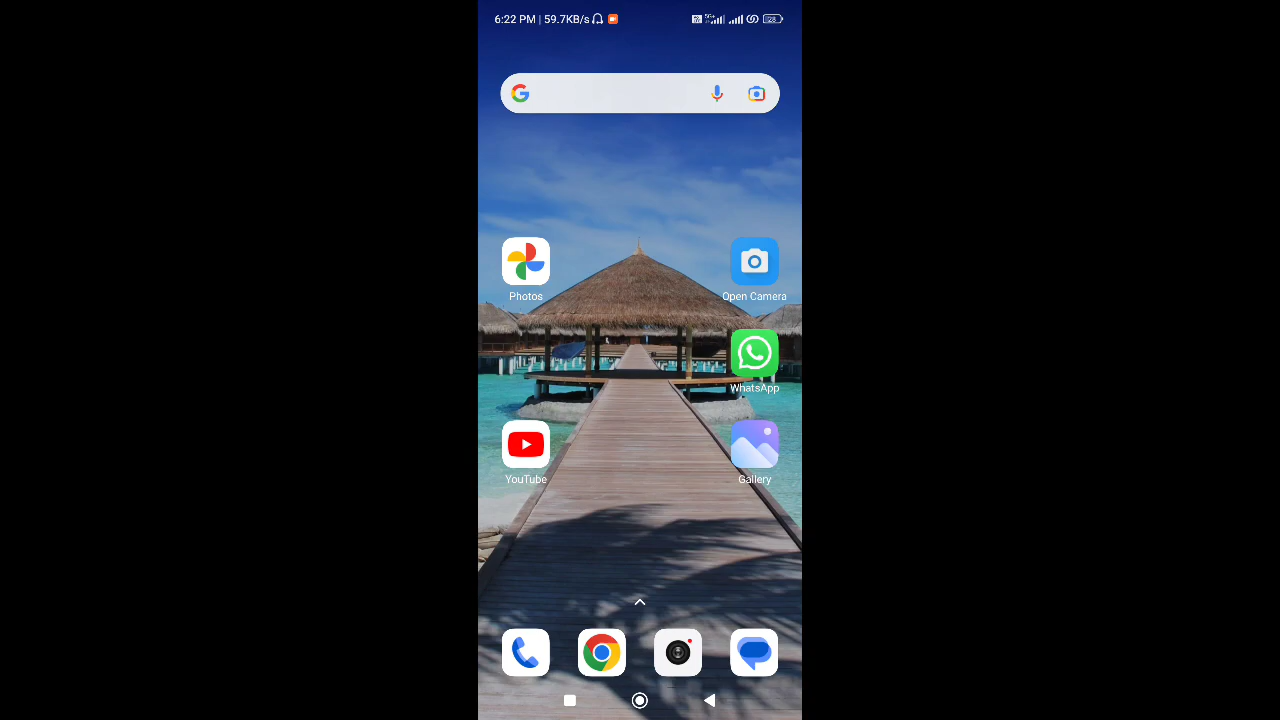 6:22 PM | 59.7KB/s
Photos
Open Camera
WhatsApp
YouTube
Gallery